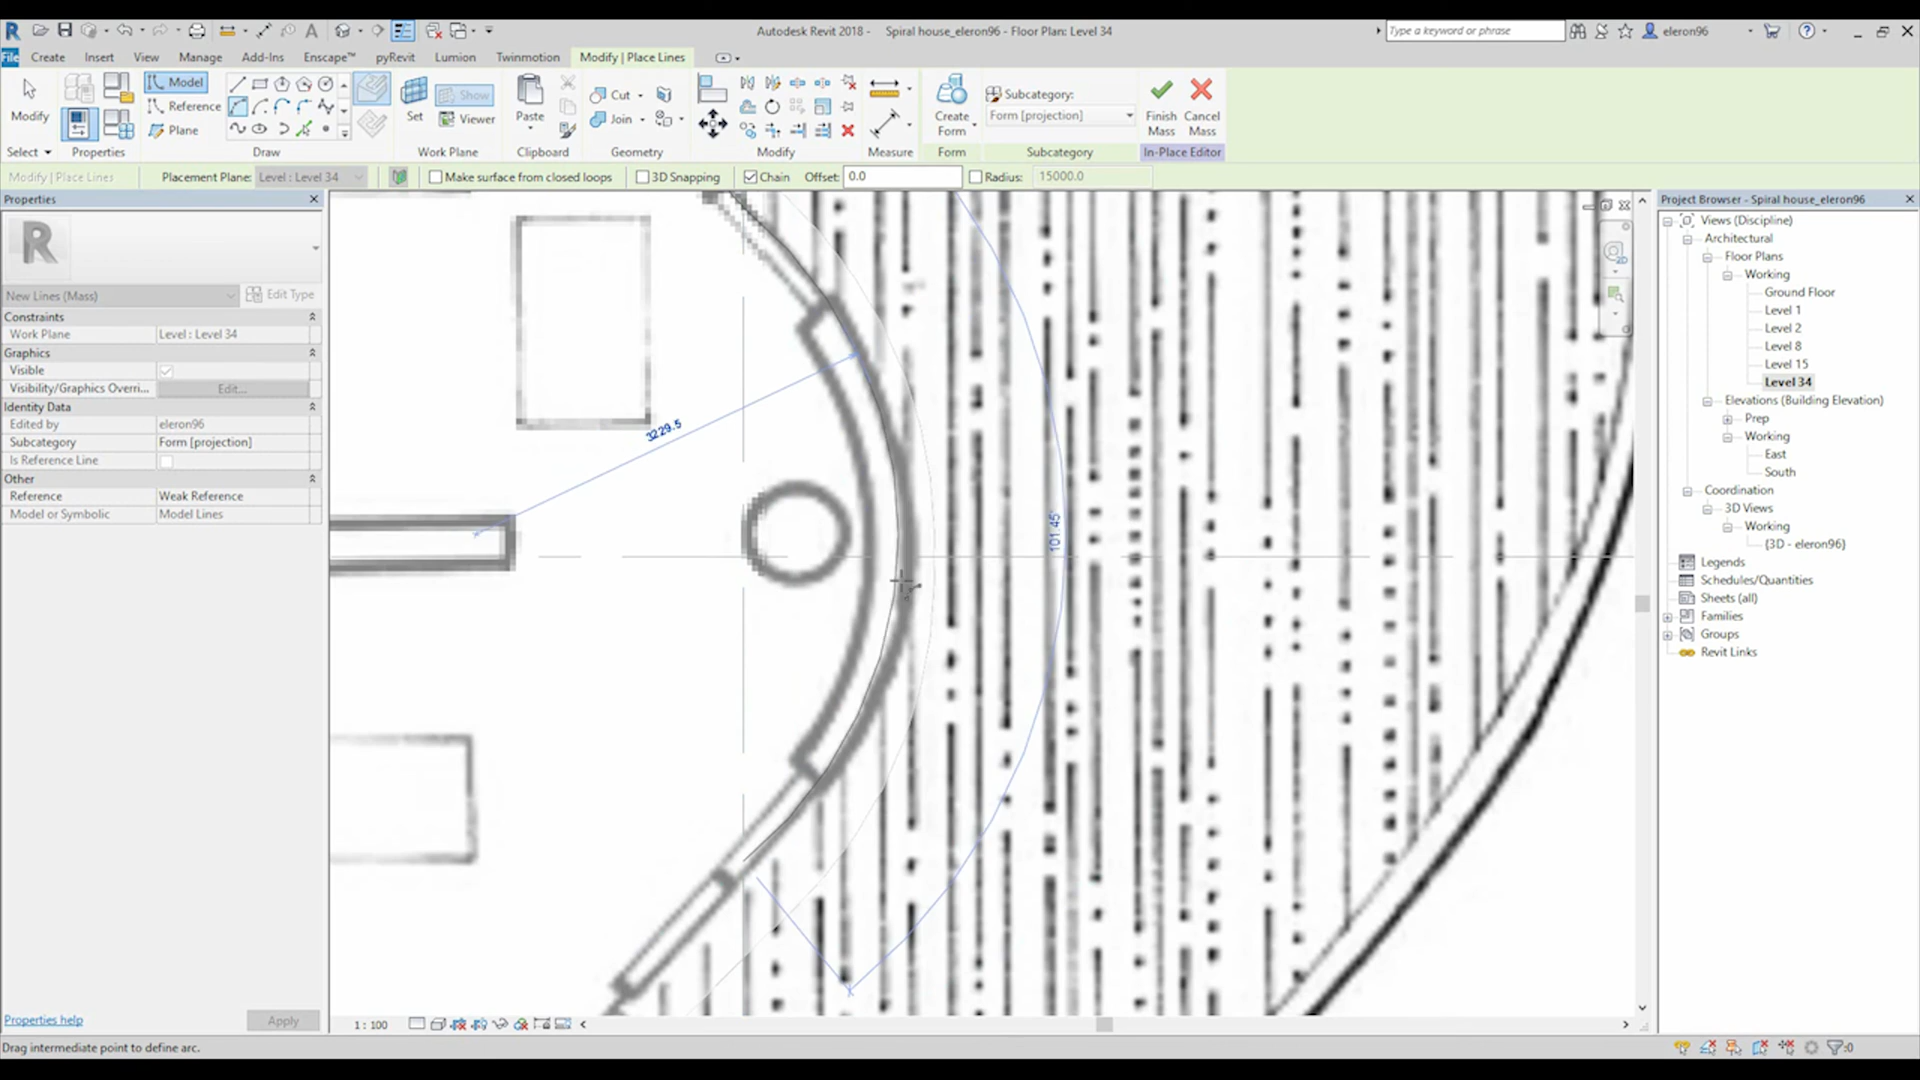 Autodesk Revit 2018 - Spiral house_eleron96 - Floor Plan: Level 34
Type a keyword or phrase
eleron96
File Create Insert View Manage Add-Ins Enscape™ pyRevit Lumion Twinmotion Modify | Place Lines
Modify
Select
Properties
Model
Reference
Plane
Draw
Set
Show
Viewer
Work Plane
Paste
Clipboard
Cut
Join
Geometry
Modify
Measure
Create Form
Form
Subcategory:
Form [projection]
Subcategory
Finish Mass
Cancel Mass
In-Place Editor
Modify | Place Lines Placement Plane: Level : Level 34 Make surface from closed loops 3D Snapping Chain Offset: 0.0 Radius: 15000.0
Properties
R
New Lines (Mass) Edit Type
Constraints
Work Plane Level : Level 34
Graphics
Visible
Visibility/Graphics Overri... Edit...
Identity Data
Edited by eleron96
Subcategory Form [projection]
Is Reference Line
Other
Reference Weak Reference
Model or Symbolic Model Lines
Properties help Apply
3229.5
101.45°
2D
Project Browser - Spiral house_eleron96
Views (Discipline)
Architectural
Floor Plans
Working
Ground Floor
Level 1
Level 2
Level 8
Level 15
Level 34
Elevations (Building Elevation)
Prep
Working
East
South
Coordination
3D Views
Working
{3D - eleron96}
Legends
Schedules/Quantities
Sheets (all)
Families
Groups
Revit Links
1 : 100
Drag intermediate point to define arc.
:0